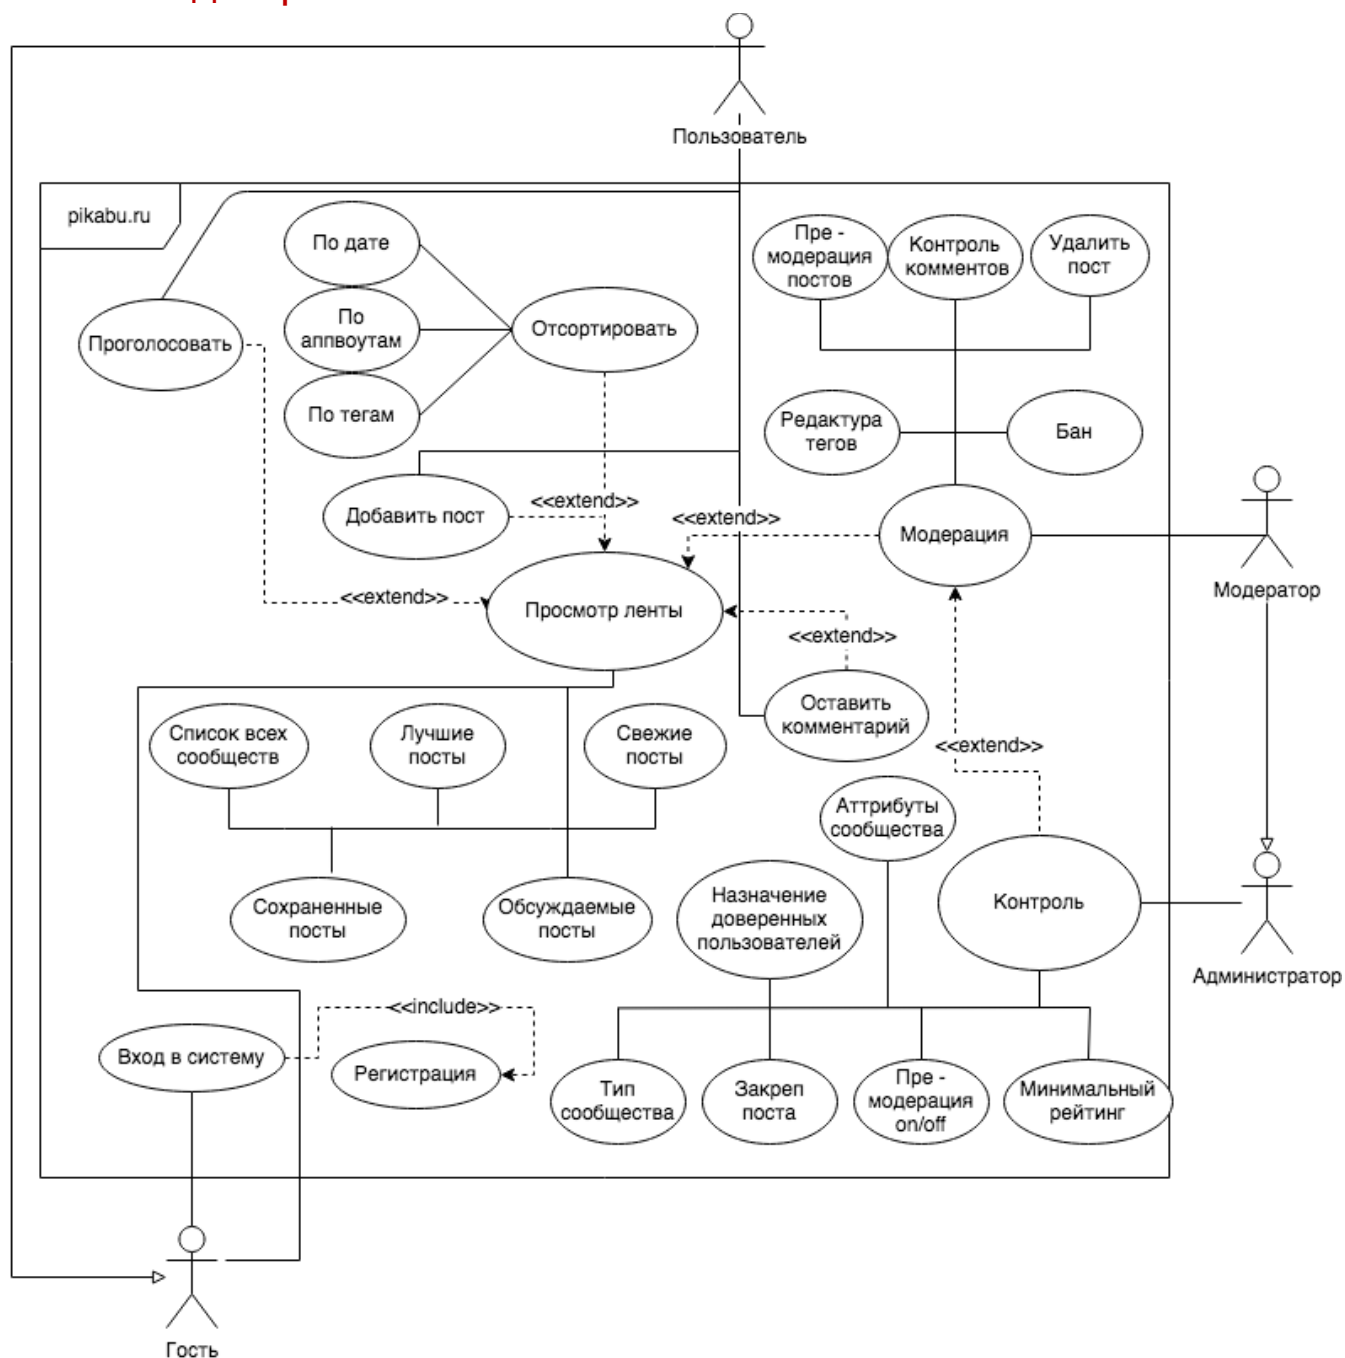 Пользователь
pikabu.ru
По дате
По
аппвоутам
По тегам
Отсортировать
Проголосовать
Пре -
модерация
постов
Контроль
комментов
Удалить
пост
Редактура
тегов
Бан
Добавить пост
<<extend>>
<<extend>>
Модерация
Модератор
<<extend>>
Просмотр ленты
<<extend>>
Оставить
комментарий
Список всех
сообществ
Лучшие
посты
Свежие
посты
<<extend>>
Аттрибуты
сообщества
Сохраненные
посты
Обсуждаемые
посты
Назначение
доверенных
пользователей
Контроль
Администратор
<<include>>
Вход в систему
Регистрация
Тип
сообщества
Закреп
поста
Пре -
модерация
on/off
Минимальный
рейтинг
Гость